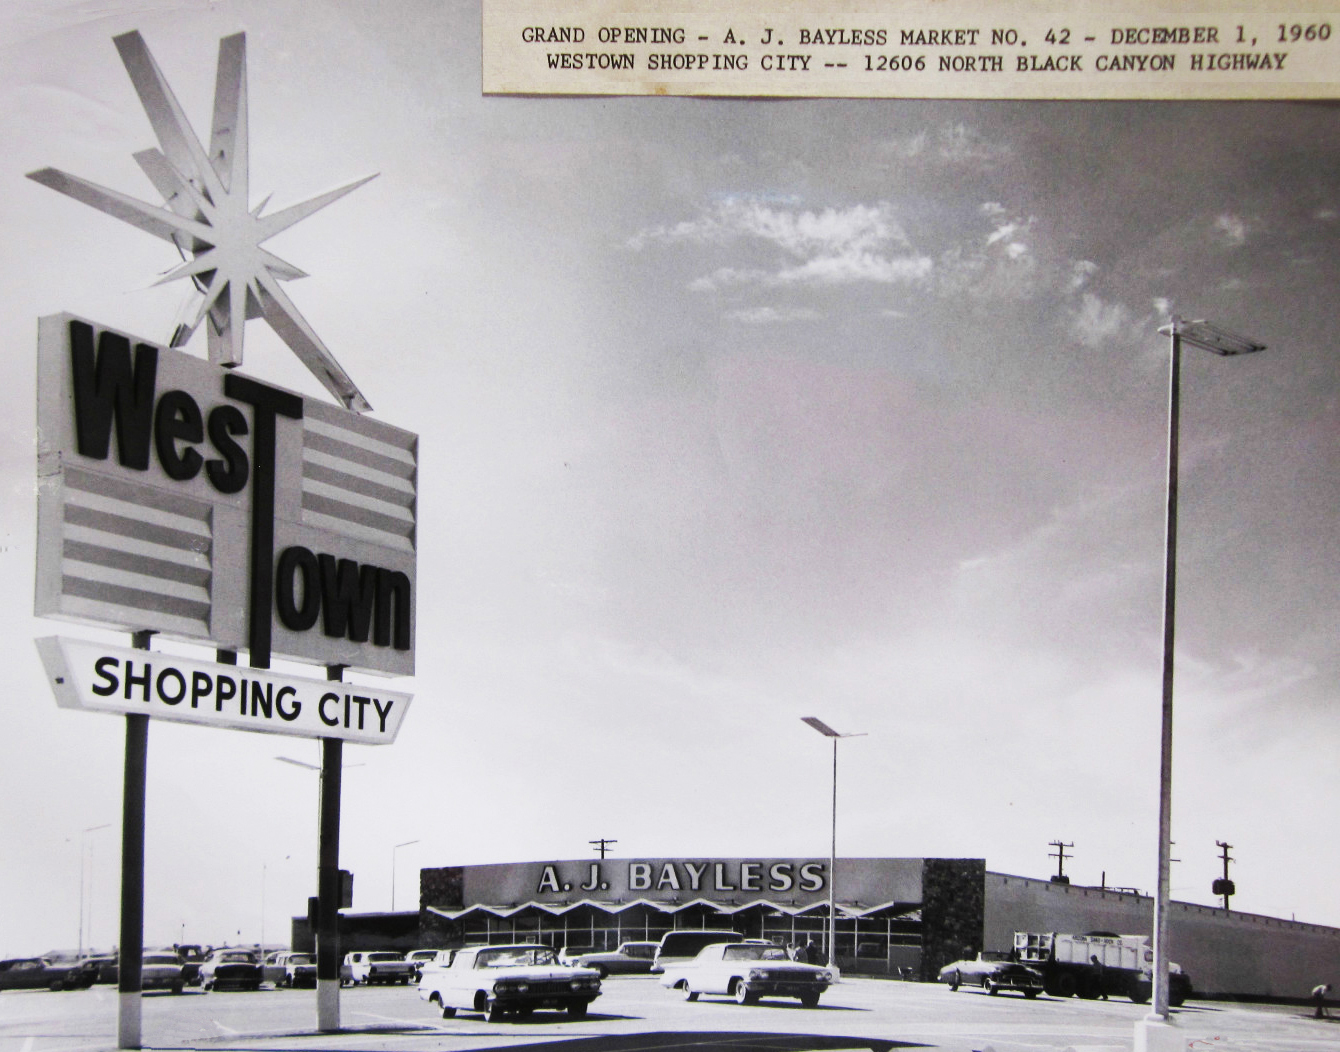 GRAND OPENING - A. J. BAYLESS MARKET NO. 42 - DECEMBER 1, 1960
WESTOWN SHOPPING CITY -- 12606 NORTH BLACK CANYON HIGHWAY
WesTown
SHOPPING CITY
A. J. BAYLESS